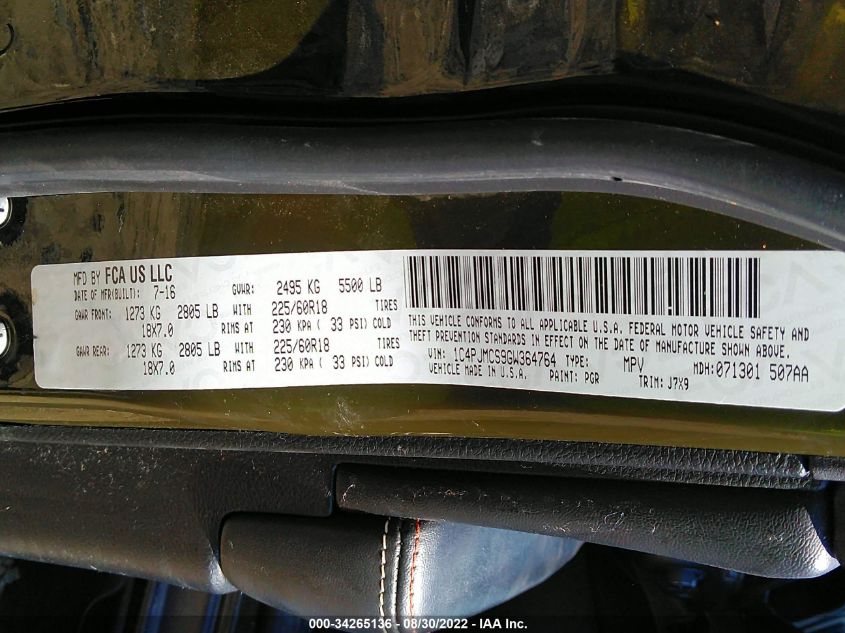 MFD BY FCA US LLC
DATE OF MFR(BUILT): 7-16 GVWR: 2495 KG 5500 LB
GAWR FRONT: 1273 KG 2805 LB WITH 225/60R18 TIRES
18X7.0 RIMS AT 230 KPA ( 33 PSI) COLD
GAWR REAR: 1273 KG 2805 LB WITH 225/60R18 TIRES
18X7.0 RIMS AT 230 KPA ( 33 PSI) COLD
THIS VEHICLE CONFORMS TO ALL APPLICABLE U.S.A. FEDERAL MOTOR VEHICLE SAFETY AND
THEFT PREVENTION STANDARDS IN EFFECT ON THE DATE OF MANUFACTURE SHOWN ABOVE.
VIN: 1C4PJMCS9GW364764 TYPE: MPV MDH: 071301 507AA
VEHICLE MADE IN U.S.A. PAINT: PGR TRIM: J7X9
000-34265136 - 08/30/2022 - IAA Inc.